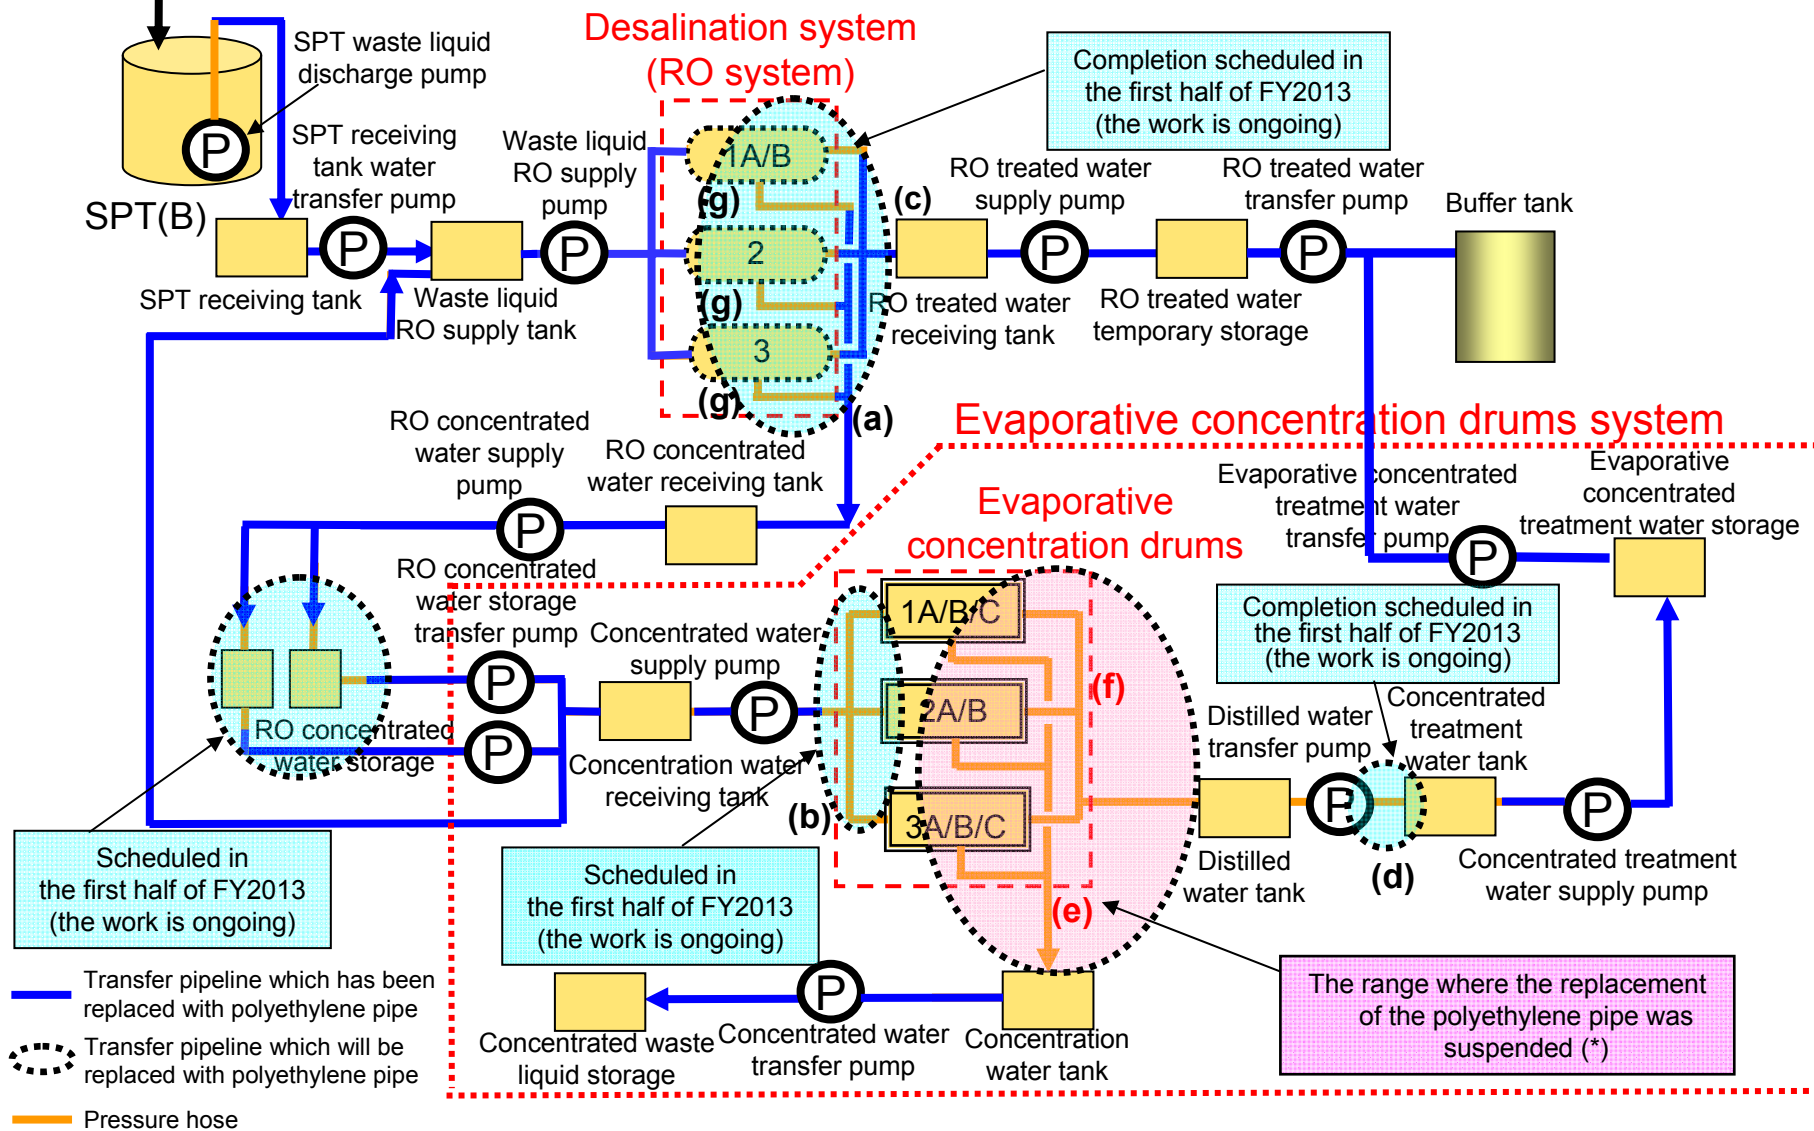 SPT waste liquid
discharge pump
P
SPT(B)
SPT receiving
tank water
transfer pump
P
SPT receiving tank
Waste liquid
RO supply tank
Waste liquid
RO supply
pump
P
Desalination system
(RO system)
1A/B
(g)
2
(g)
3
(g)
(a)
(c)
Completion scheduled in
the first half of FY2013
(the work is ongoing)
RO treated water
supply pump
P
RO treated water
receiving tank
RO treated water
transfer pump
P
RO treated water
temporary storage
Buffer tank
RO concentrated
water supply
pump
P
RO concentrated
water receiving tank
RO concentrated
water storage
transfer pump
P
P
RO concentrated
water storage
Scheduled in
the first half of FY2013
(the work is ongoing)
Evaporative concentration drums system
Evaporative
concentration drums
Concentrated water
supply pump
P
Concentration water
receiving tank
(b)
1A/B/C
2A/B
3A/B/C
(f)
(e)
Scheduled in
the first half of FY2013
(the work is ongoing)
Evaporative concentrated
treatment water
transfer pump
P
Evaporative
concentrated
treatment water storage
Completion scheduled in
the first half of FY2013
(the work is ongoing)
Distilled water
transfer pump
P
Concentrated
treatment
water tank
Distilled
water tank
(d)
P
Concentrated treatment
water supply pump
The range where the replacement
of the polyethylene pipe was
suspended (*)
Concentrated waste
liquid storage
P
Concentrated water
transfer pump
Concentration
water tank
Transfer pipeline which has been
replaced with polyethylene pipe
Transfer pipeline which will be
replaced with polyethylene pipe
Pressure hose